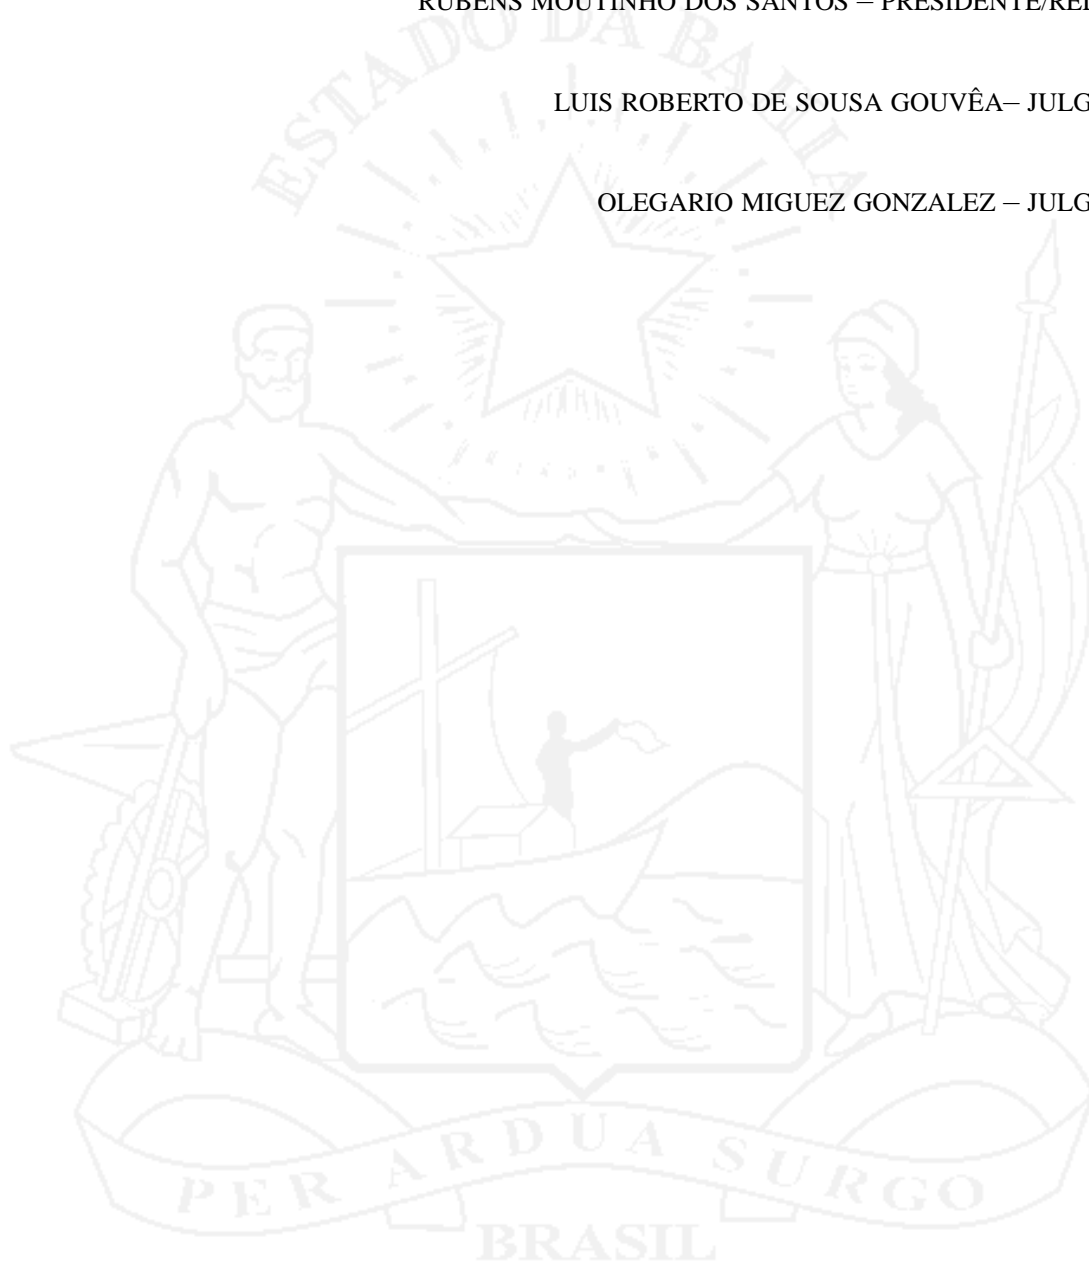 RUBENS MOUTINHO DOS SANTOS – PRESIDENTE/REL
LUIS ROBERTO DE SOUSA GOUVÊA– JULG
OLEGARIO MIGUEZ GONZALEZ – JULG
ESTADO DA BAHIA
PER ARDUA SURGO
BRASIL